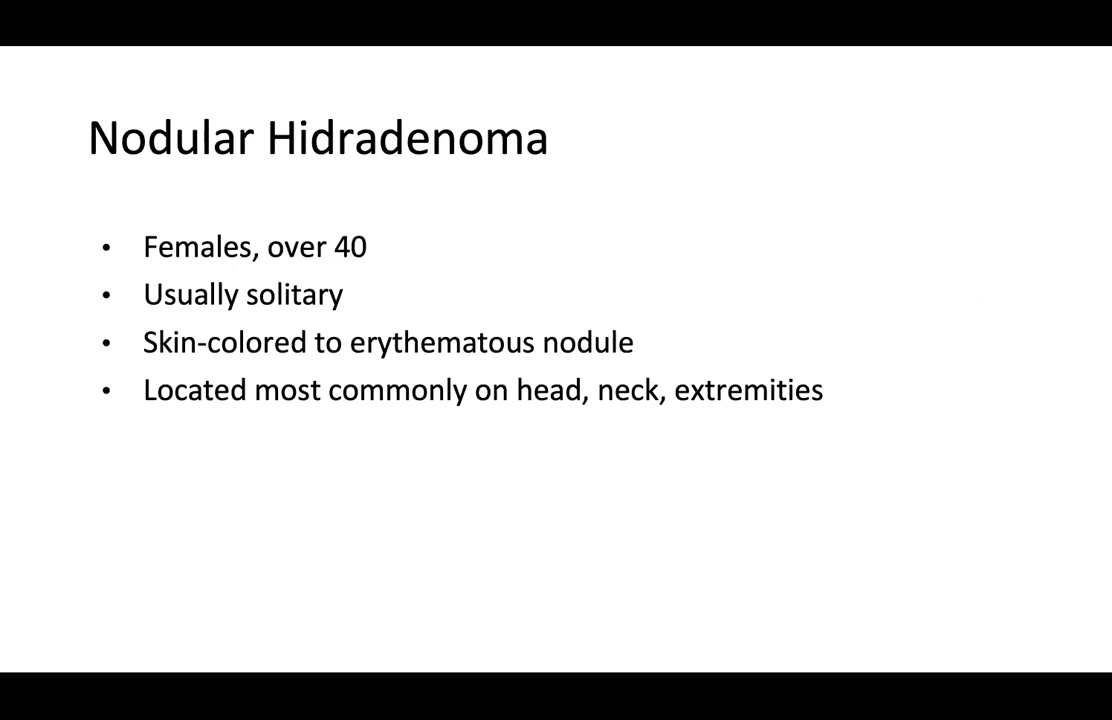 Nodular Hidradenoma
• Females, over 40
• Usually solitary
• Skin-colored to erythematous nodule
• Located most commonly on head, neck, extremities